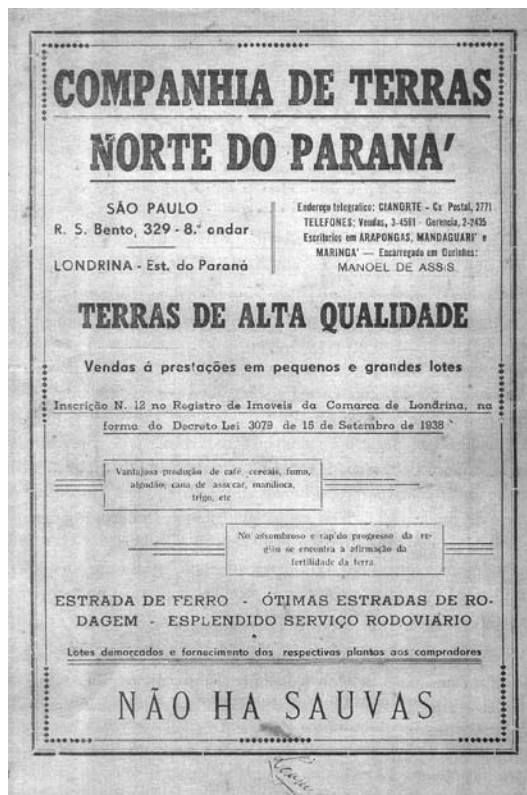 COMPANHIA DE TERRAS
NORTE DO PARANA'
SÃO PAULO
R. S. Bento, 329 - 8.º andar
LONDRINA - Est. do Paraná
Endereço telegrafico: CIANORTE - Cx Postal, 2771
TELEFONES: Vendas, 3-4561 - Gerencia, 2-2435
Escritorios em ARAPONGAS, MANDAGUARI' e
MARINGA' — Encarregado em Ourinhos:
MANOEL DE ASSIS
TERRAS DE ALTA QUALIDADE
Vendas á prestações em pequenos e grandes lotes
Inscrição N. 12 no Registro de Imoveis da Comarca de Londrina, na
forma do Decreto Lei 3079 de 15 de Setembro de 1938
Vantajosa produção de café, cereais, fumo,
algodão, cana de assucar, mandioca,
trigo, etc
No assombroso e rapido progresso da re-
gião se encontra à afirmação da
fertilidade da terra.
ESTRADA DE FERRO - ÓTIMAS ESTRADAS DE RO-
DAGEM - ESPLENDIDO SERVIÇO RODOVIÁRIO
Lotes demarcados e fornecimento das respectivas plantas aos compradores
NÃO HA SAUVAS